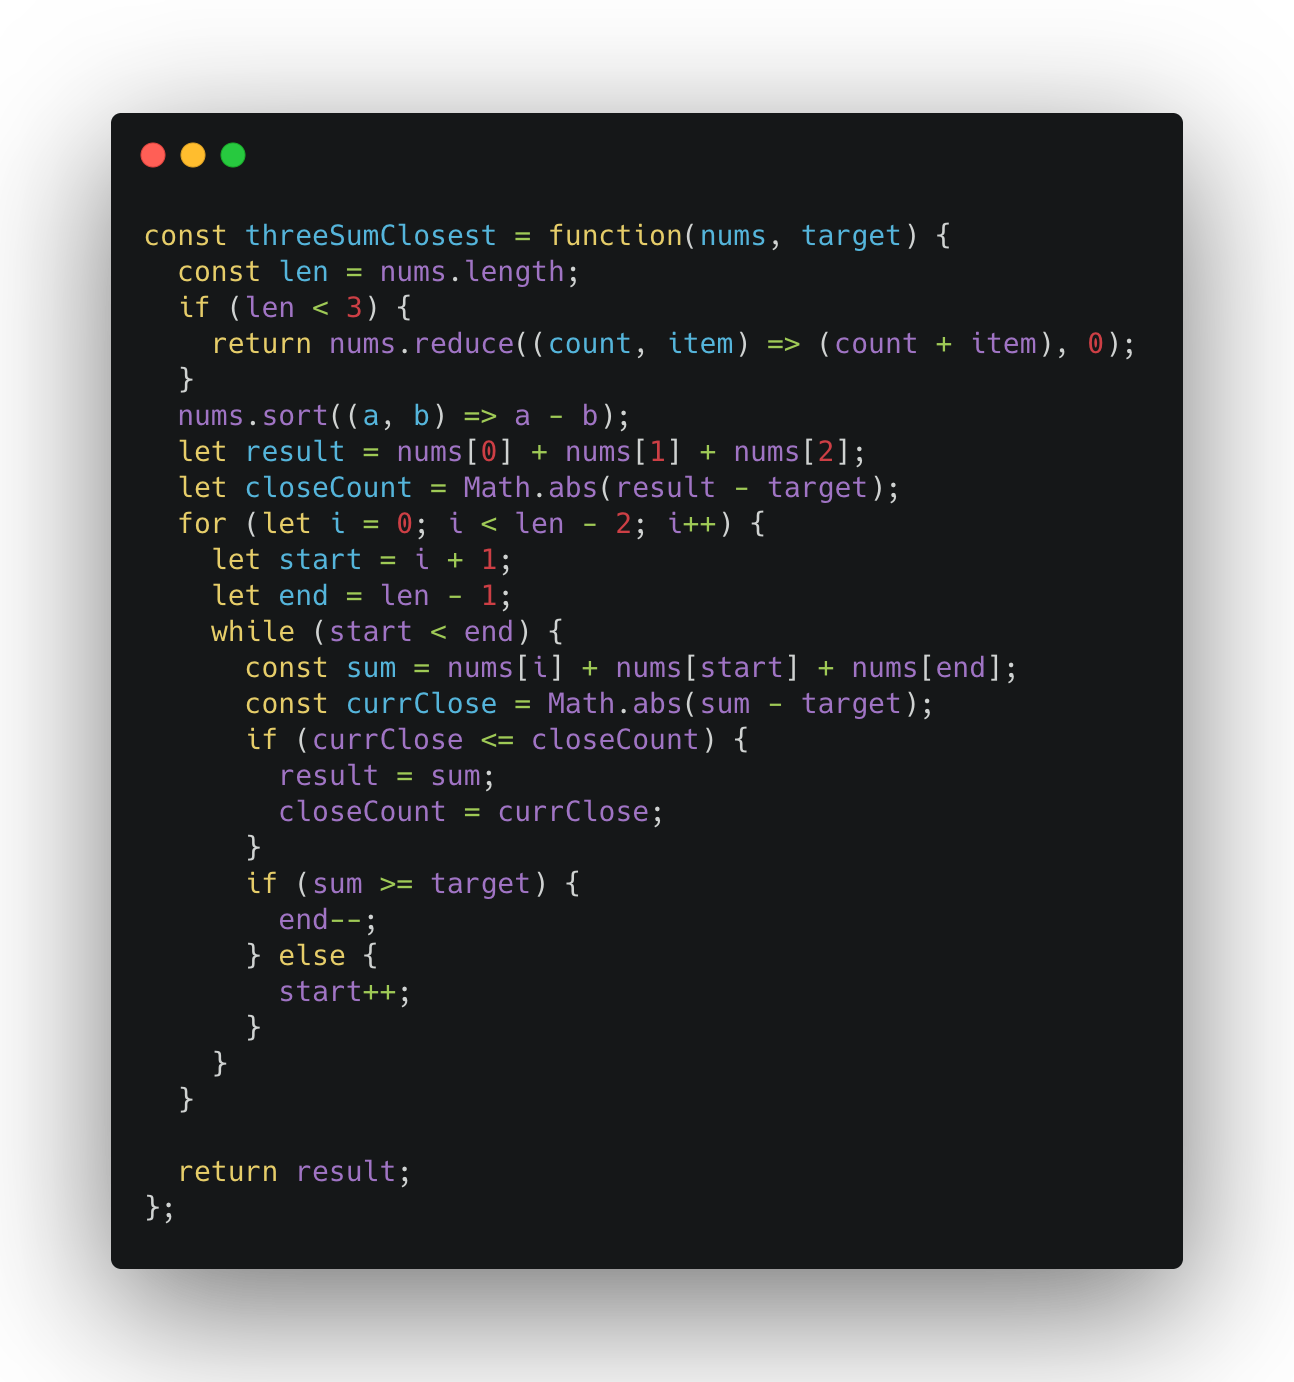 const threeSumClosest = function(nums, target) {
  const len = nums.length;
  if (len < 3) {
    return nums.reduce((count, item) => (count + item), 0);
  }
  nums.sort((a, b) => a - b);
  let result = nums[0] + nums[1] + nums[2];
  let closeCount = Math.abs(result - target);
  for (let i = 0; i < len - 2; i++) {
    let start = i + 1;
    let end = len - 1;
    while (start < end) {
      const sum = nums[i] + nums[start] + nums[end];
      const currClose = Math.abs(sum - target);
      if (currClose <= closeCount) {
        result = sum;
        closeCount = currClose;
      }
      if (sum >= target) {
        end--;
      } else {
        start++;
      }
    }
  }

  return result;
};